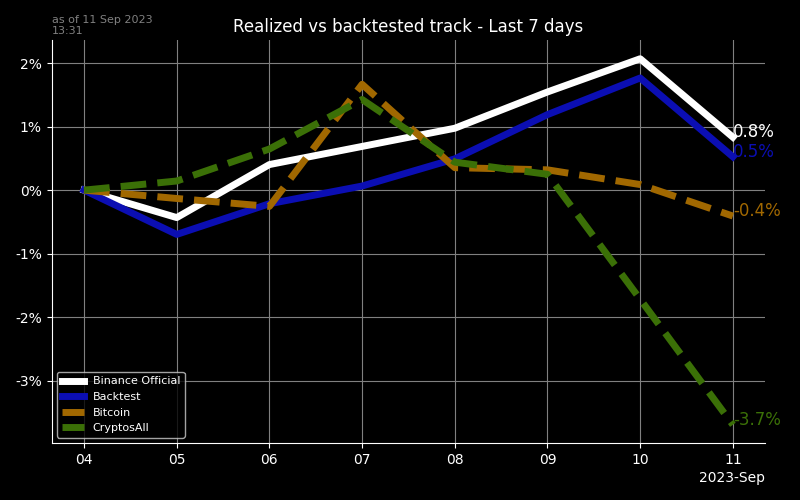 as of 11 Sep 2023
13:31
Realized vs backtested track - Last 7 days
2%
1%
0%
-1%
-2%
-3%
0.8%
0.5%
-0.4%
-3.7%
Binance Official
Backtest
Bitcoin
CryptosAll
04 05 06 07 08 09 10 11
2023-Sep